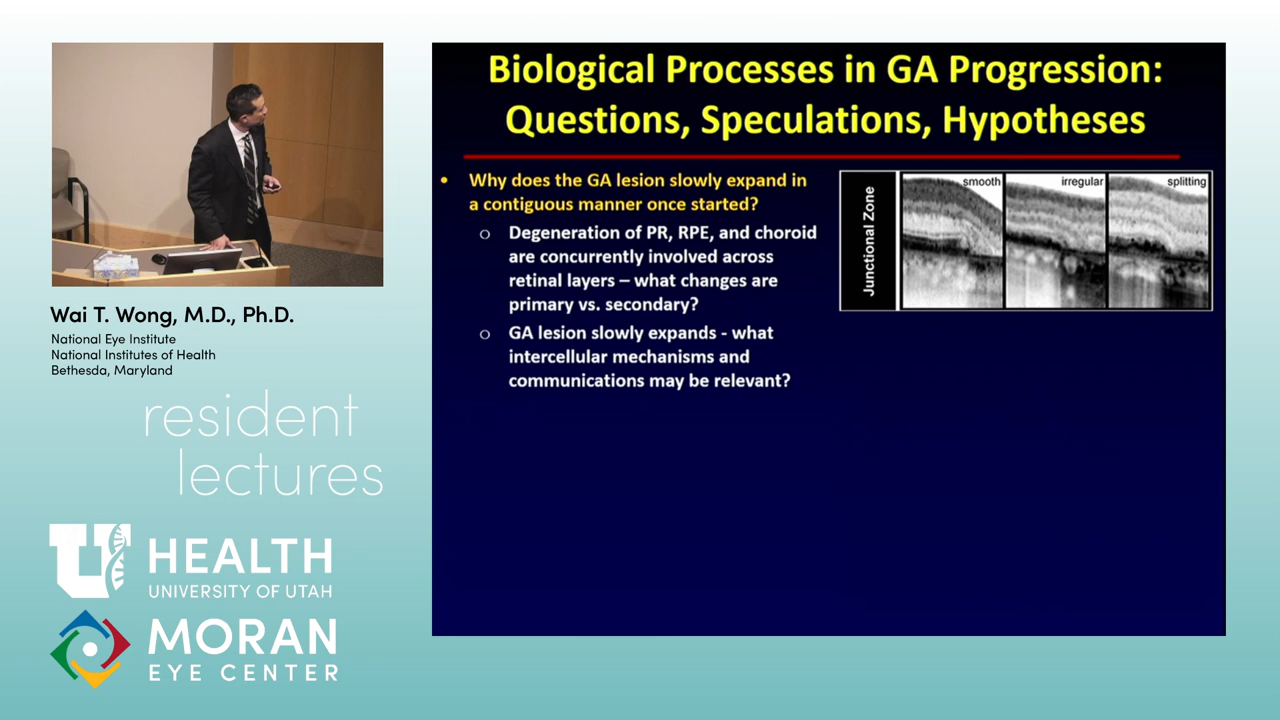 Biological Processes in GA Progression:
Questions, Speculations, Hypotheses
• Why does the GA lesion slowly expand in
a contiguous manner once started?
o Degeneration of PR, RPE, and choroid
are concurrently involved across
retinal layers – what changes are
primary vs. secondary?
o GA lesion slowly expands - what
intercellular mechanisms and
communications may be relevant?
Junctional Zone
smooth
irregular
splitting
Wai T. Wong, M.D., Ph.D.
National Eye Institute
National Institutes of Health
Bethesda, Maryland
resident
lectures
U HEALTH
UNIVERSITY OF UTAH
MORAN
EYE CENTER